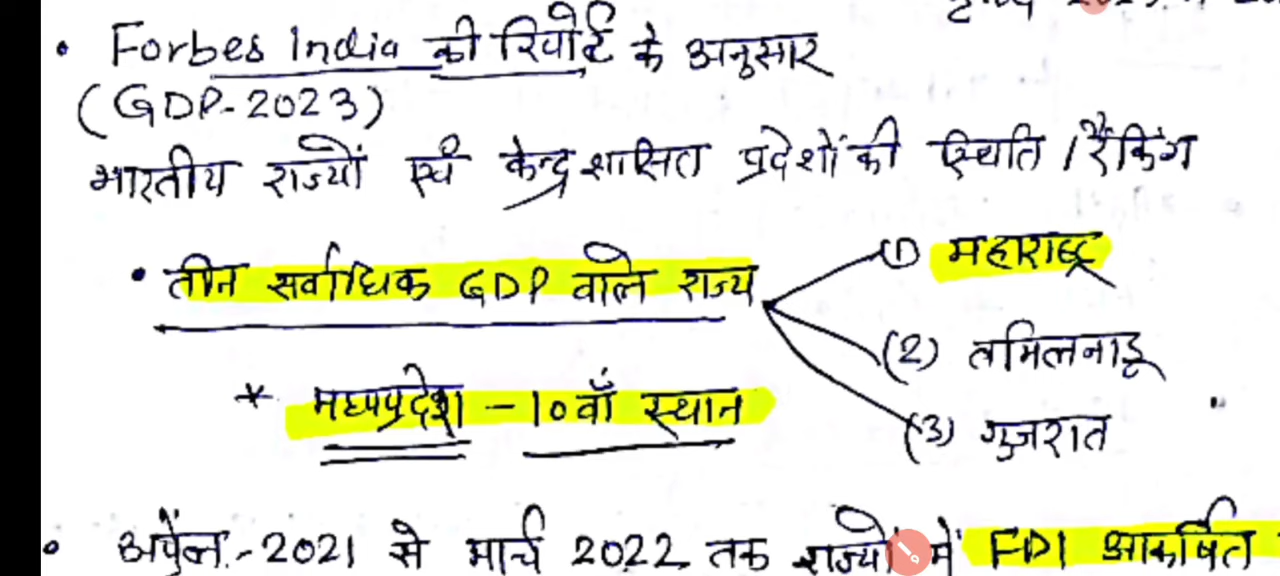 • Forbes India की रिपोर्ट के अनुसार
(GDP-2023)
भारतीय राज्यों एवं केन्द्र शासित प्रदेशों की स्थिति / रैंकिंग
• तीन सर्वाधिक GDP वाले राज्य
(1) महाराष्ट्र
(2) तमिलनाडू
(3) गुजरात
* मध्यप्रदेश - 10वाँ स्थान
• अप्रैल-2021 से मार्च 2022 तक राज्यों में FDI आकर्षित